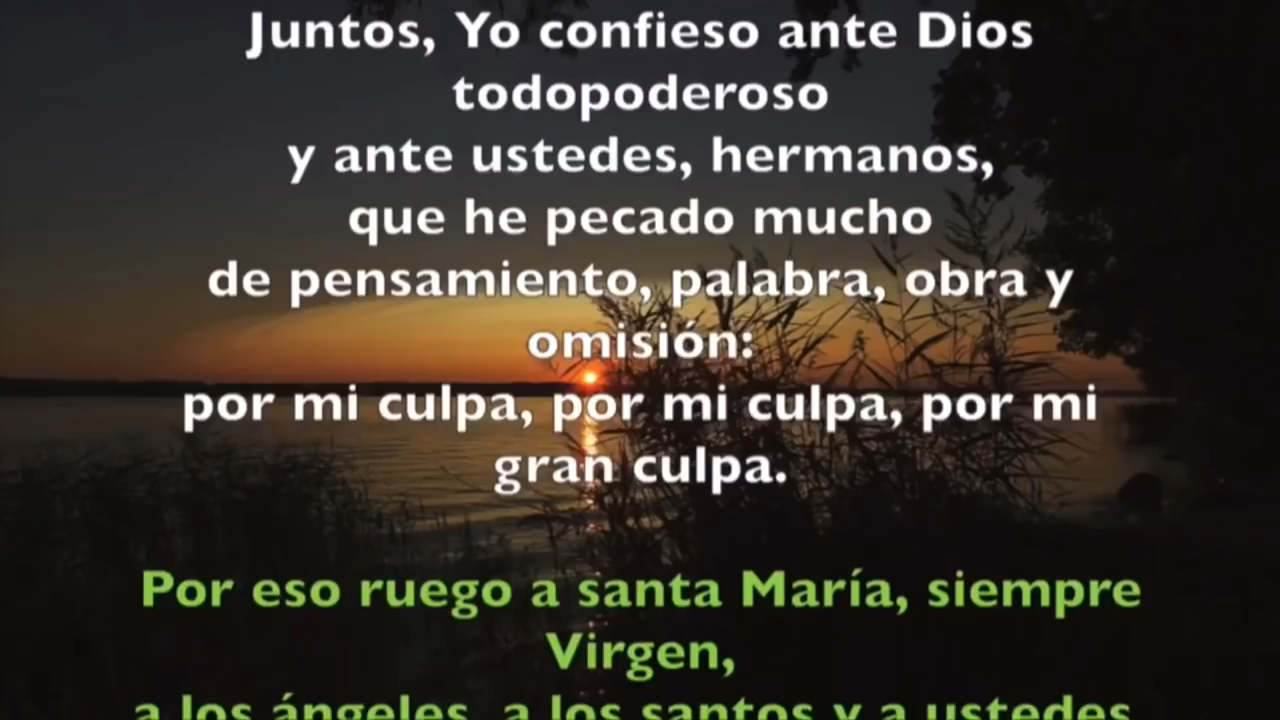 Juntos, Yo confieso ante Dios
todopoderoso
y ante ustedes, hermanos,
que he pecado mucho
de pensamiento, palabra, obra y
omisión:
por mi culpa, por mi culpa, por mi
gran culpa.
Por eso ruego a santa María, siempre
Virgen,
a los ángeles, a los santos y a ustedes,